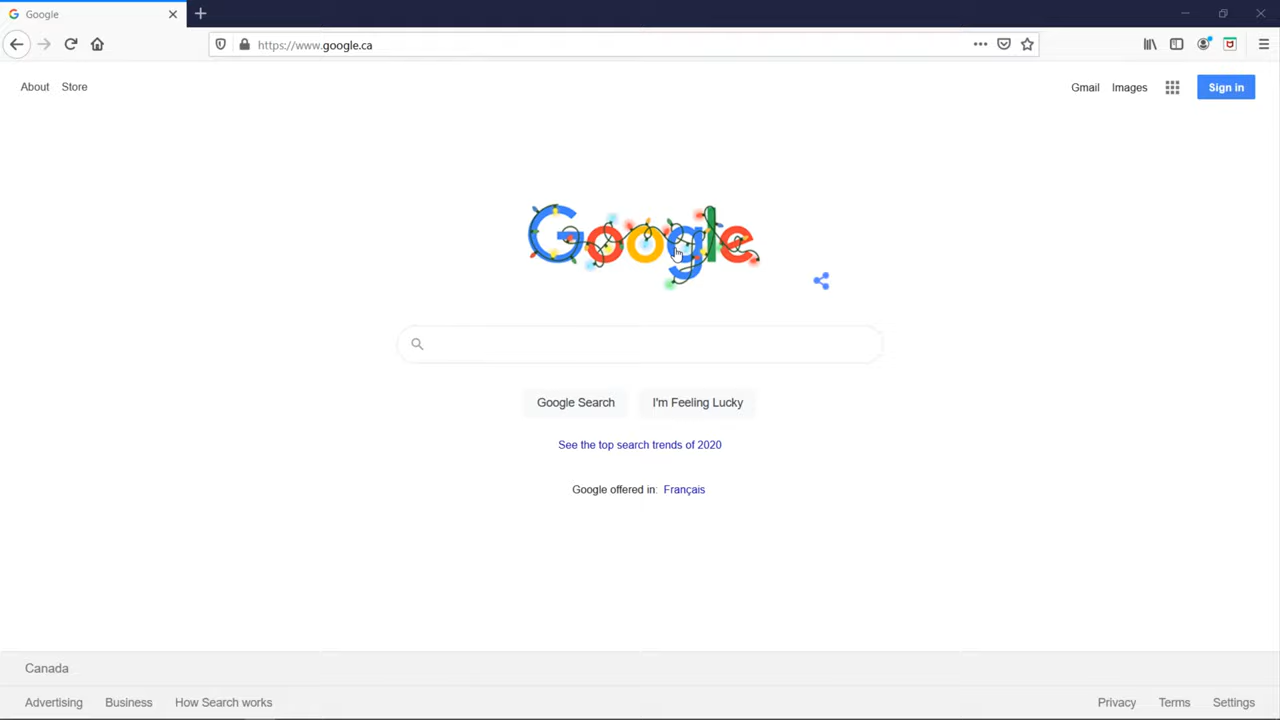 Google
https://www.google.ca
About Store
Gmail Images Sign in
Google
Google Search I'm Feeling Lucky
See the top search trends of 2020
Google offered in: Français
Canada
Advertising Business How Search works
Privacy Terms Settings